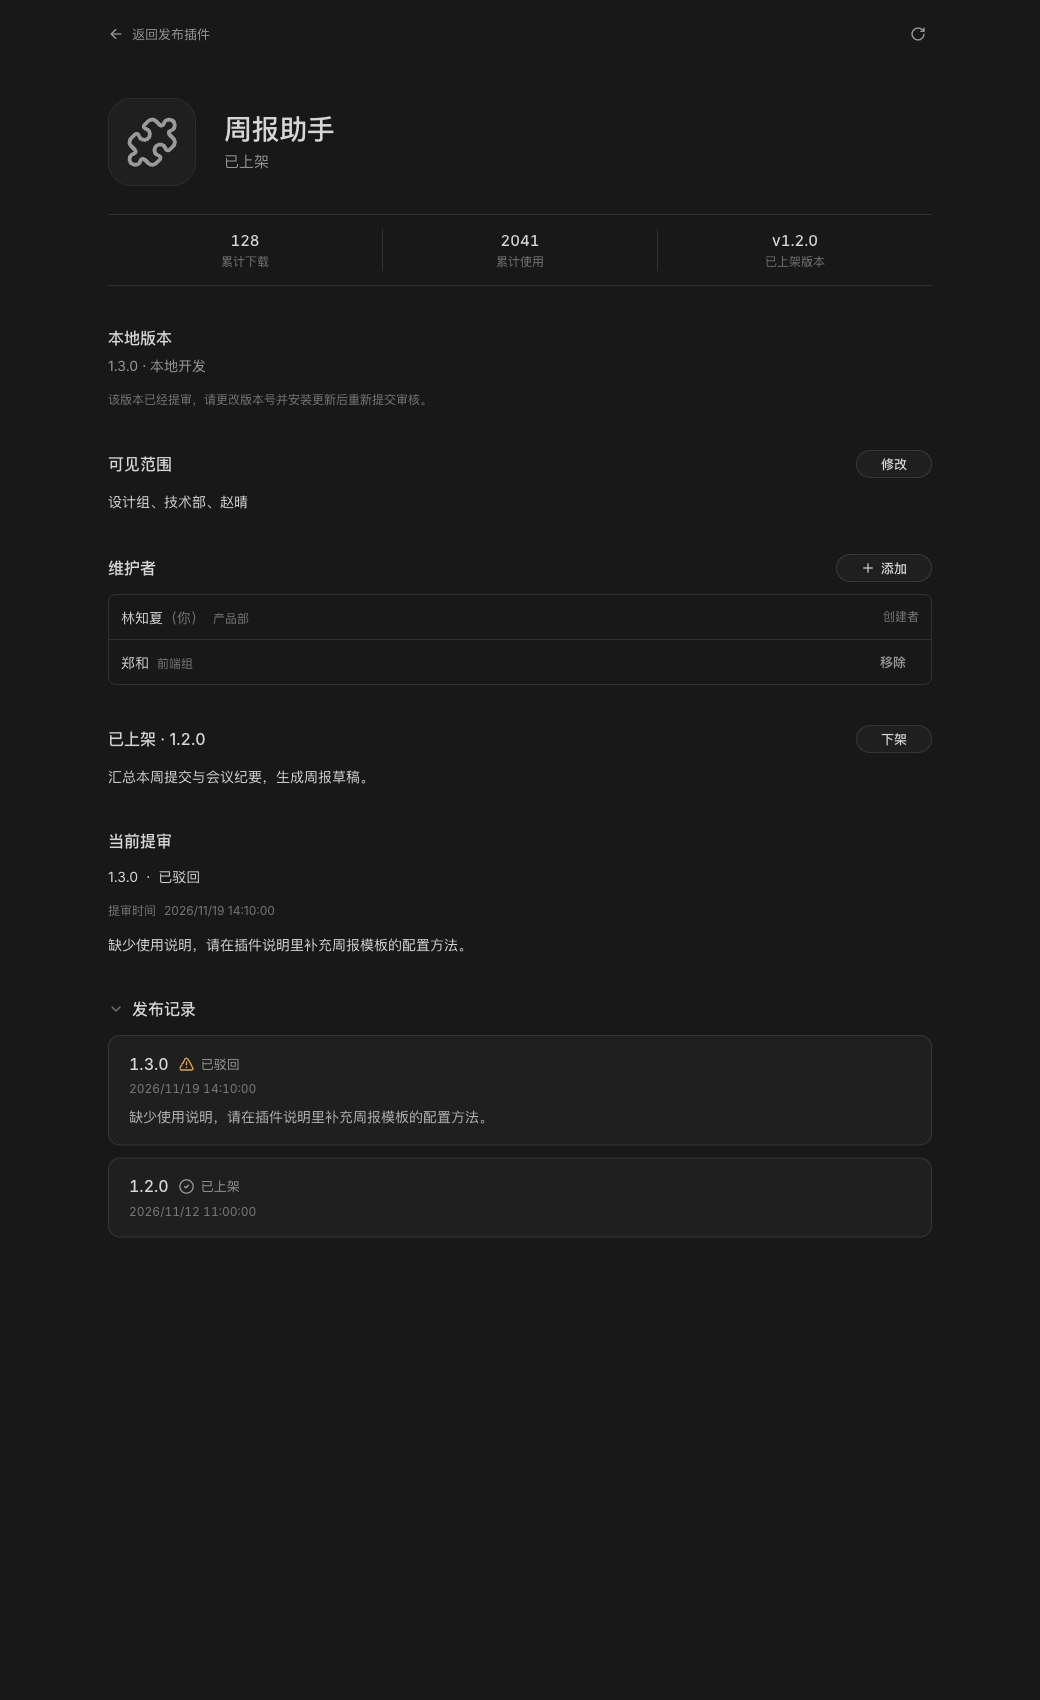 返回发布插件
周报助手
已上架
128
累计下载
2041
累计使用
v1.2.0
已上架版本
本地版本
1.3.0 · 本地开发
该版本已经提审，请更改版本号并安装更新后重新提交审核。
可见范围
修改
设计组、技术部、赵晴
维护者
添加
林知夏（你） 产品部
创建者
郑和 前端组
移除
已上架 · 1.2.0
下架
汇总本周提交与会议纪要，生成周报草稿。
当前提审
1.3.0 · 已驳回
提审时间 2026/11/19 14:10:00
缺少使用说明，请在插件说明里补充周报模板的配置方法。
发布记录
1.3.0 已驳回
2026/11/19 14:10:00
缺少使用说明，请在插件说明里补充周报模板的配置方法。
1.2.0 已上架
2026/11/12 11:00:00